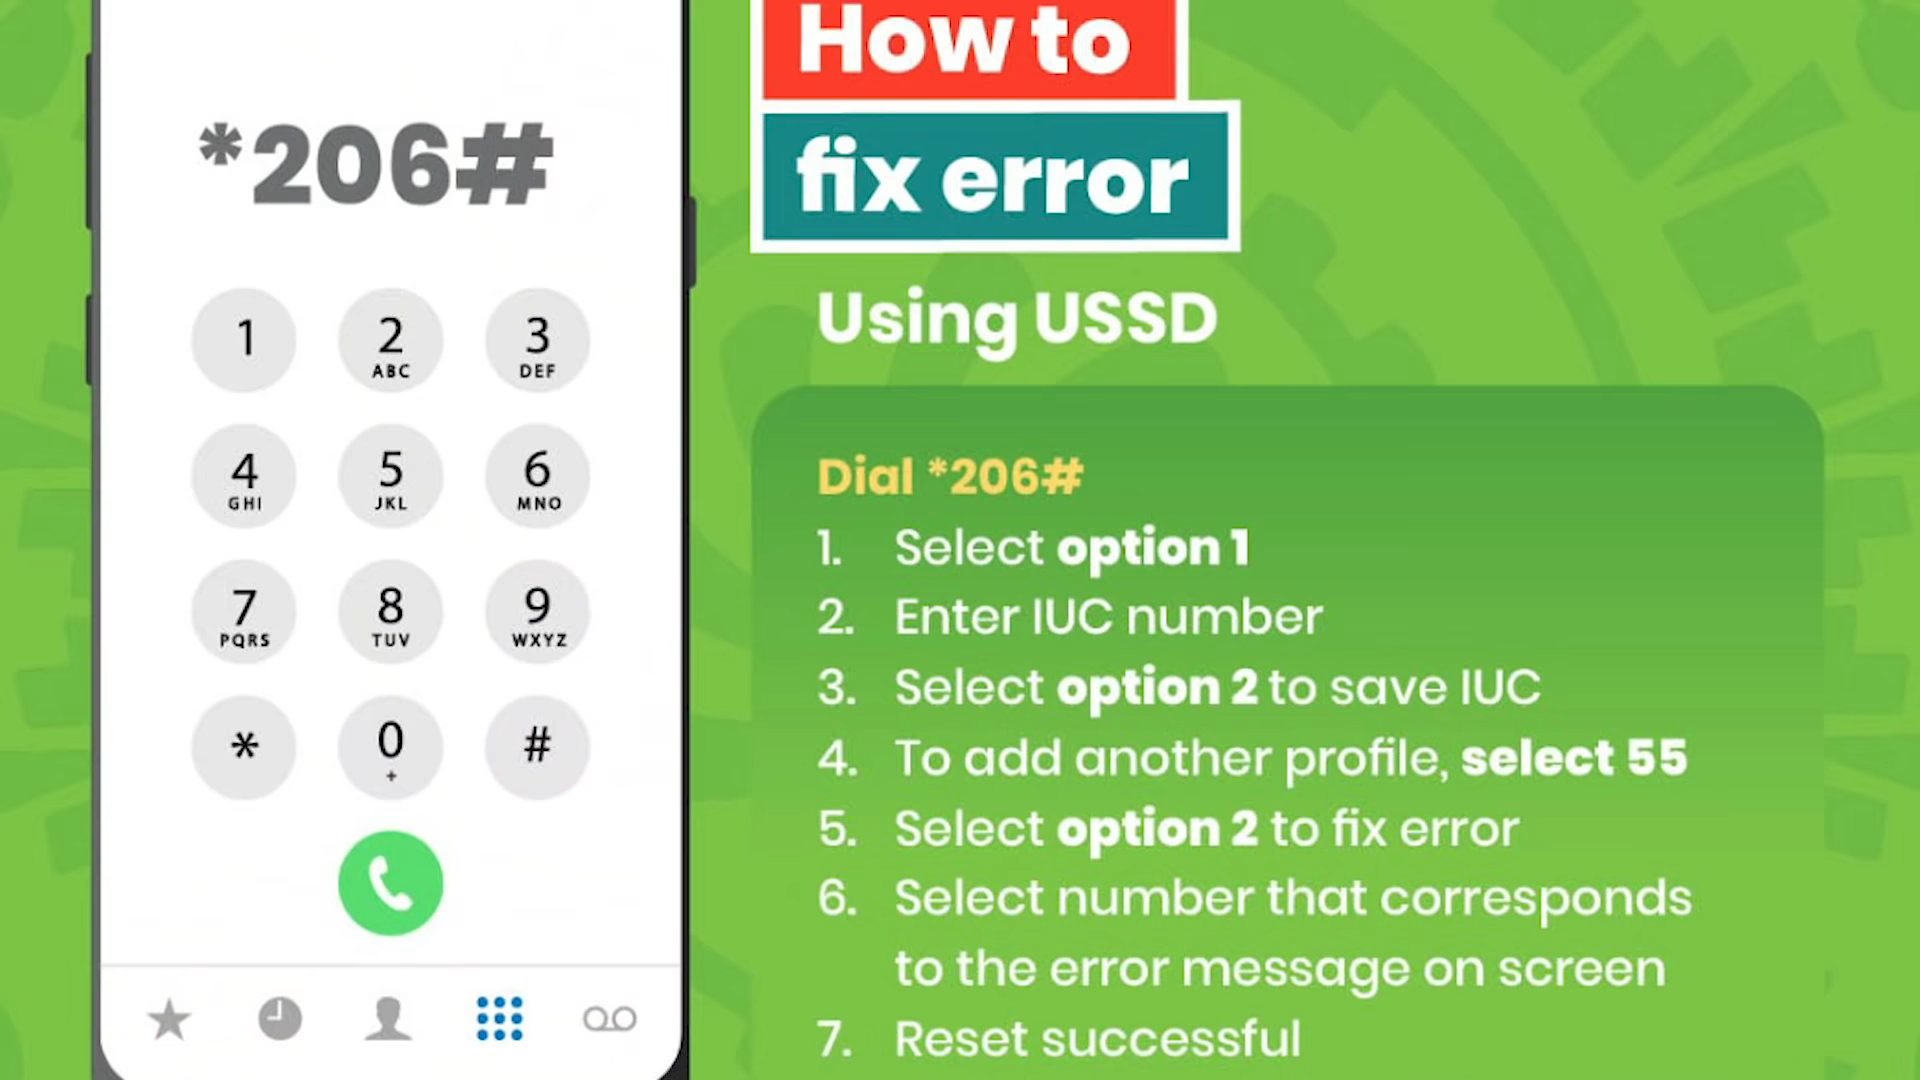 *206#
1
2
ABC
3
DEF
4
GHI
5
JKL
6
MNO
7
PQRS
8
TUV
9
WXYZ
*
0
+
#
How to
fix error
Using USSD
Dial *206#
1. Select option 1
2. Enter IUC number
3. Select option 2 to save IUC
4. To add another profile, select 55
5. Select option 2 to fix error
6. Select number that corresponds
to the error message on screen
7. Reset successful